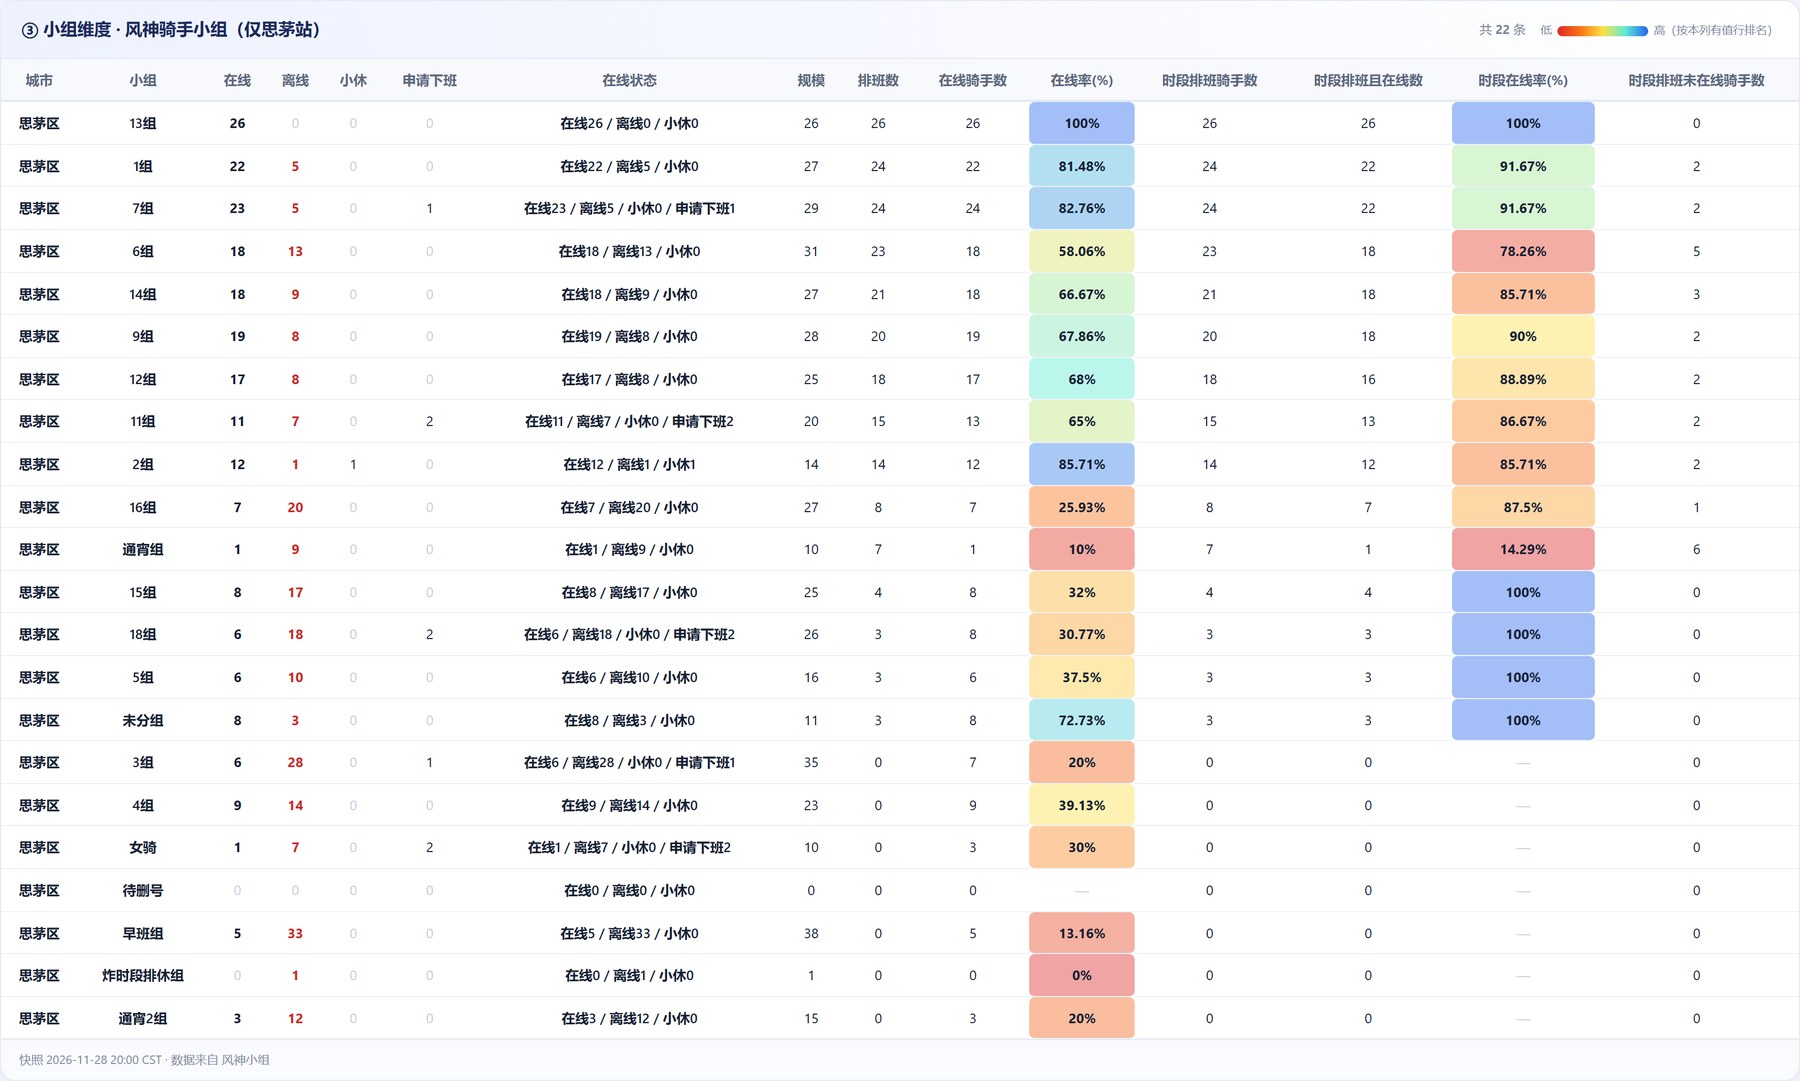 ③ 小组维度 · 风神骑手小组（仅思茅站）
共 22 条 低 高（按本列有值行排名）
城市 小组 在线 离线 小休 申请下班 在线状态 规模 排班数 在线骑手数 在线率(%) 时段排班骑手数 时段排班且在线数 时段在线率(%) 时段排班未在线骑手数
思茅区 13组 26 0 0 0 在线26 / 离线0 / 小休0 26 26 26 100% 26 26 100% 0
思茅区 1组 22 5 0 0 在线22 / 离线5 / 小休0 27 24 22 81.48% 24 22 91.67% 2
思茅区 7组 23 5 0 1 在线23 / 离线5 / 小休0 / 申请下班1 29 24 24 82.76% 24 22 91.67% 2
思茅区 6组 18 13 0 0 在线18 / 离线13 / 小休0 31 23 18 58.06% 23 18 78.26% 5
思茅区 14组 18 9 0 0 在线18 / 离线9 / 小休0 27 21 18 66.67% 21 18 85.71% 3
思茅区 9组 19 8 0 0 在线19 / 离线8 / 小休0 28 20 19 67.86% 20 18 90% 2
思茅区 12组 17 8 0 0 在线17 / 离线8 / 小休0 25 18 17 68% 18 16 88.89% 2
思茅区 11组 11 7 0 2 在线11 / 离线7 / 小休0 / 申请下班2 20 15 13 65% 15 13 86.67% 2
思茅区 2组 12 1 1 0 在线12 / 离线1 / 小休1 14 14 12 85.71% 14 12 85.71% 2
思茅区 16组 7 20 0 0 在线7 / 离线20 / 小休0 27 8 7 25.93% 8 7 87.5% 1
思茅区 通宵组 1 9 0 0 在线1 / 离线9 / 小休0 10 7 1 10% 7 1 14.29% 6
思茅区 15组 8 17 0 0 在线8 / 离线17 / 小休0 25 4 8 32% 4 4 100% 0
思茅区 18组 6 18 0 2 在线6 / 离线18 / 小休0 / 申请下班2 26 3 8 30.77% 3 3 100% 0
思茅区 5组 6 10 0 0 在线6 / 离线10 / 小休0 16 3 6 37.5% 3 3 100% 0
思茅区 未分组 8 3 0 0 在线8 / 离线3 / 小休0 11 3 8 72.73% 3 3 100% 0
思茅区 3组 6 28 0 1 在线6 / 离线28 / 小休0 / 申请下班1 35 0 7 20% 0 0 — 0
思茅区 4组 9 14 0 0 在线9 / 离线14 / 小休0 23 0 9 39.13% 0 0 — 0
思茅区 女骑 1 7 0 2 在线1 / 离线7 / 小休0 / 申请下班2 10 0 3 30% 0 0 — 0
思茅区 待删号 0 0 0 0 在线0 / 离线0 / 小休0 0 0 0 — 0 0 — 0
思茅区 早班组 5 33 0 0 在线5 / 离线33 / 小休0 38 0 5 13.16% 0 0 — 0
思茅区 炸时段排休组 0 1 0 0 在线0 / 离线1 / 小休0 1 0 0 0% 0 0 — 0
思茅区 通宵2组 3 12 0 0 在线3 / 离线12 / 小休0 15 0 3 20% 0 0 — 0
快照 2026-11-28 20:00 CST · 数据来自 风神小组